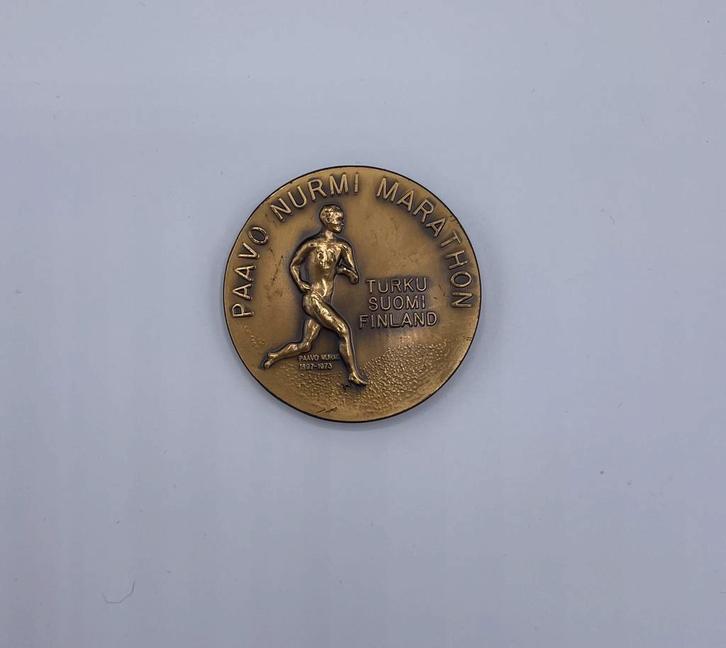 PAAVO NURMI MARATHON
TURKU
SUOMI
FINLAND
PAAVO NURMI
1897-1973